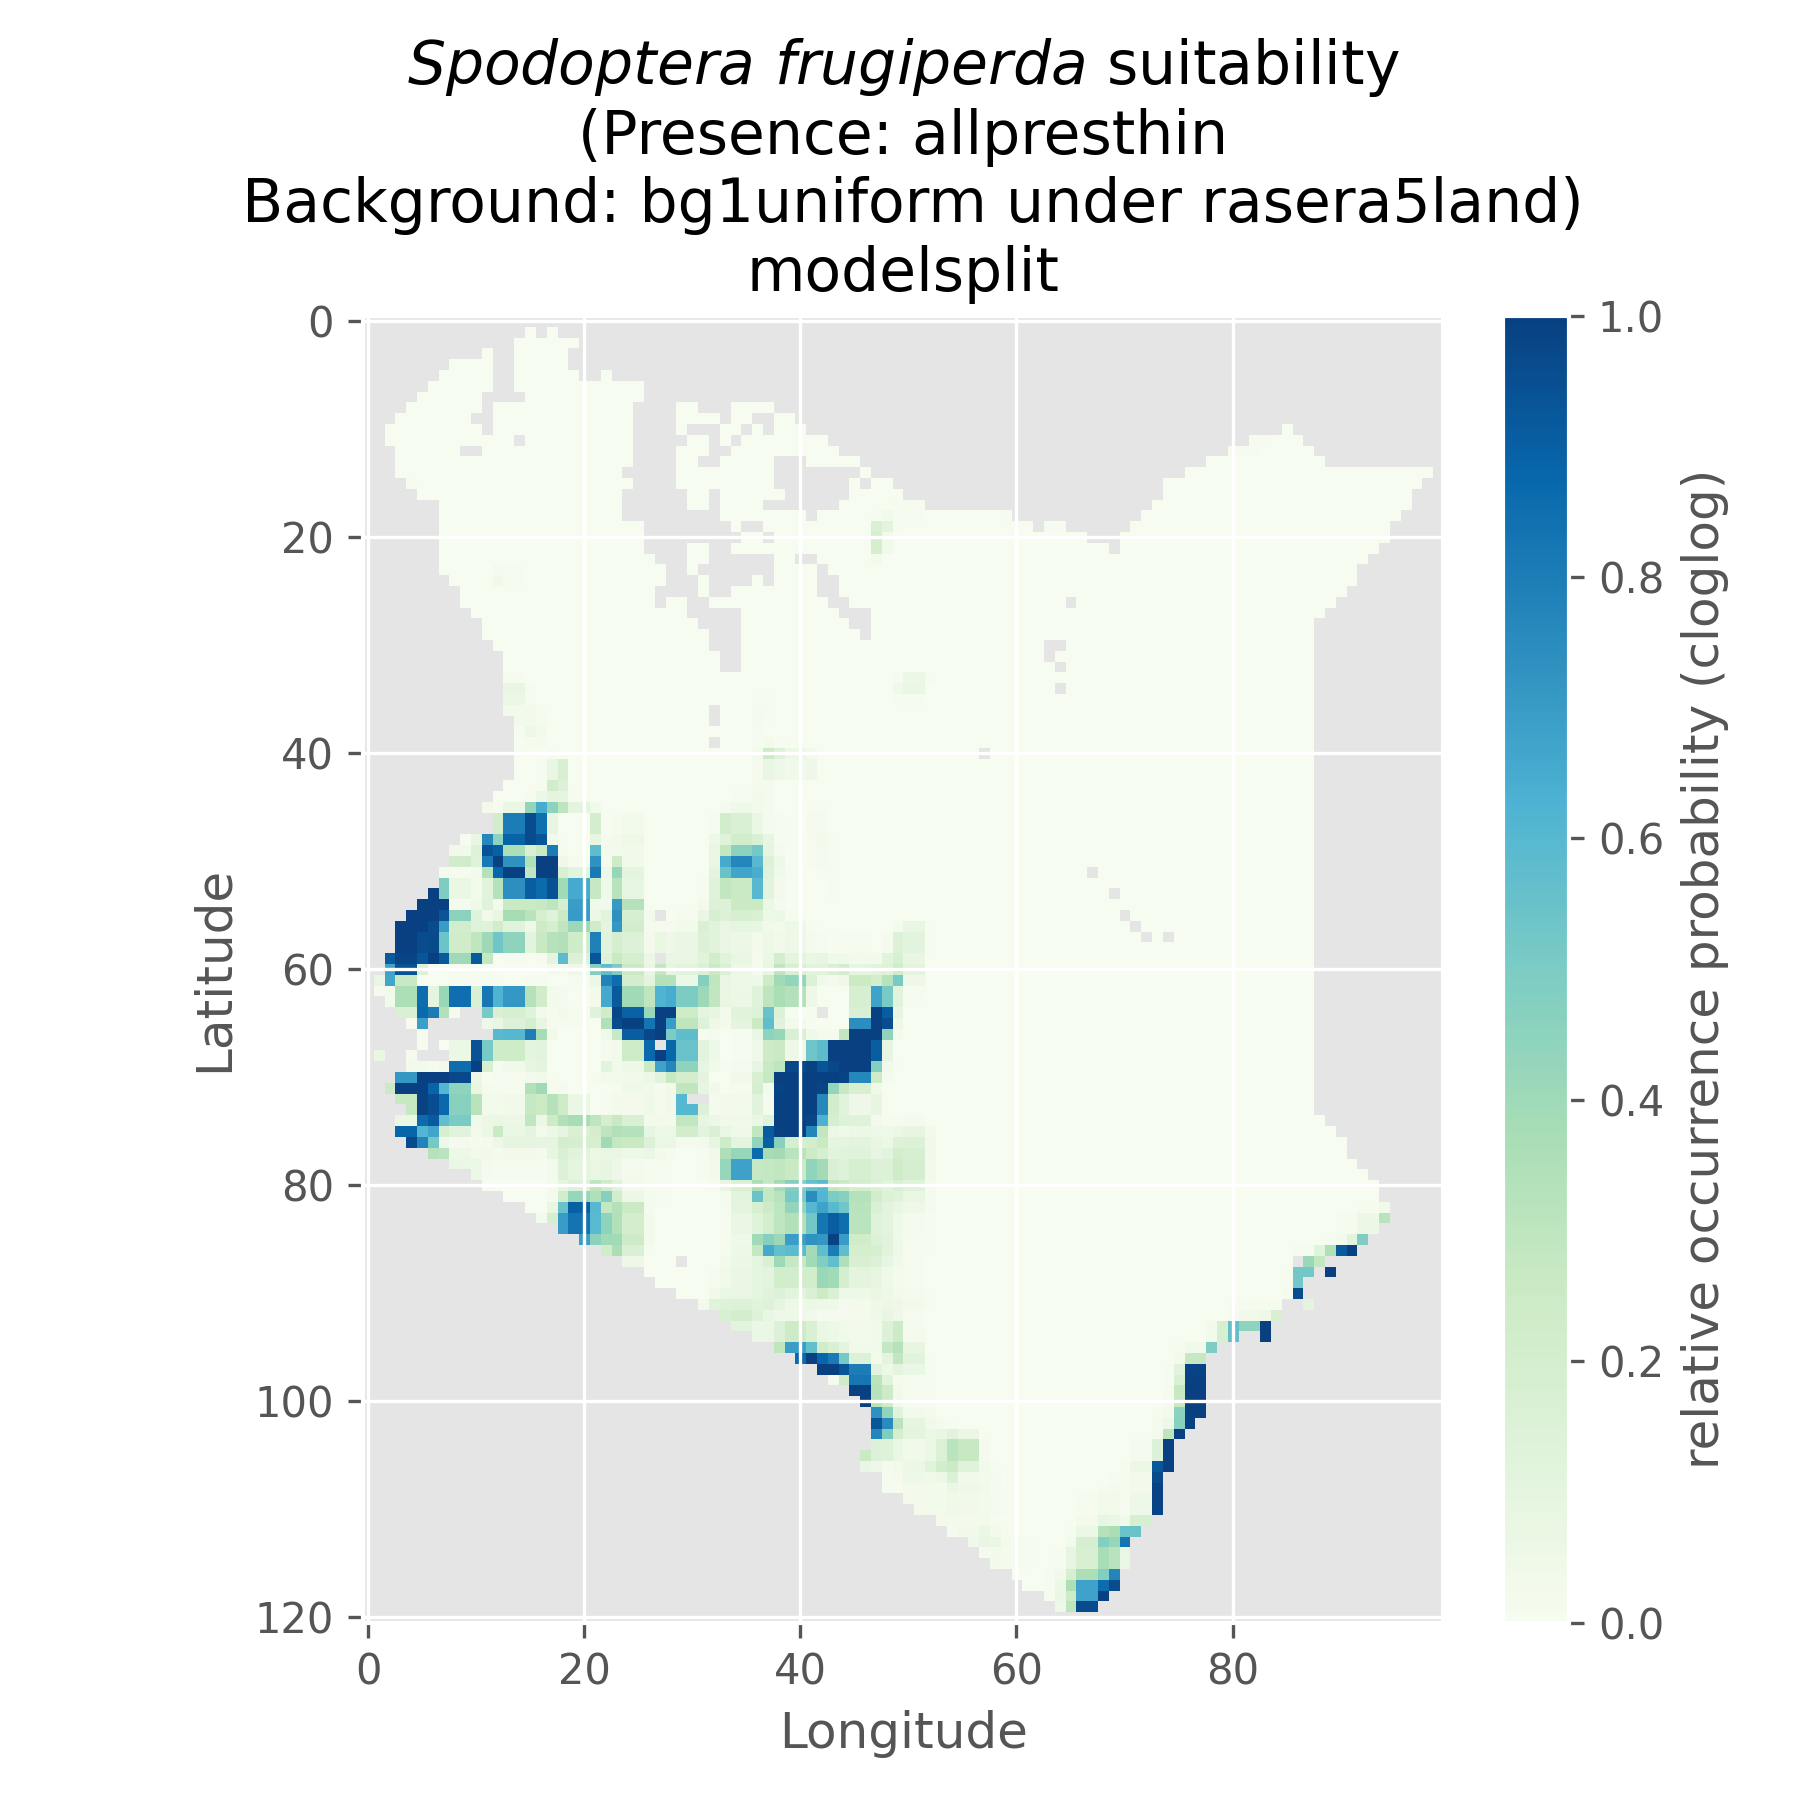 Spodoptera frugiperda suitability
(Presence: allpresthin
Background: bg1uniform under rasera5land)
modelsplit
0
20
40
60
80
100
120
Latitude
0
20
40
60
80
Longitude
1.0
0.8
0.6
0.4
0.2
0.0
relative occurrence probability (cloglog)